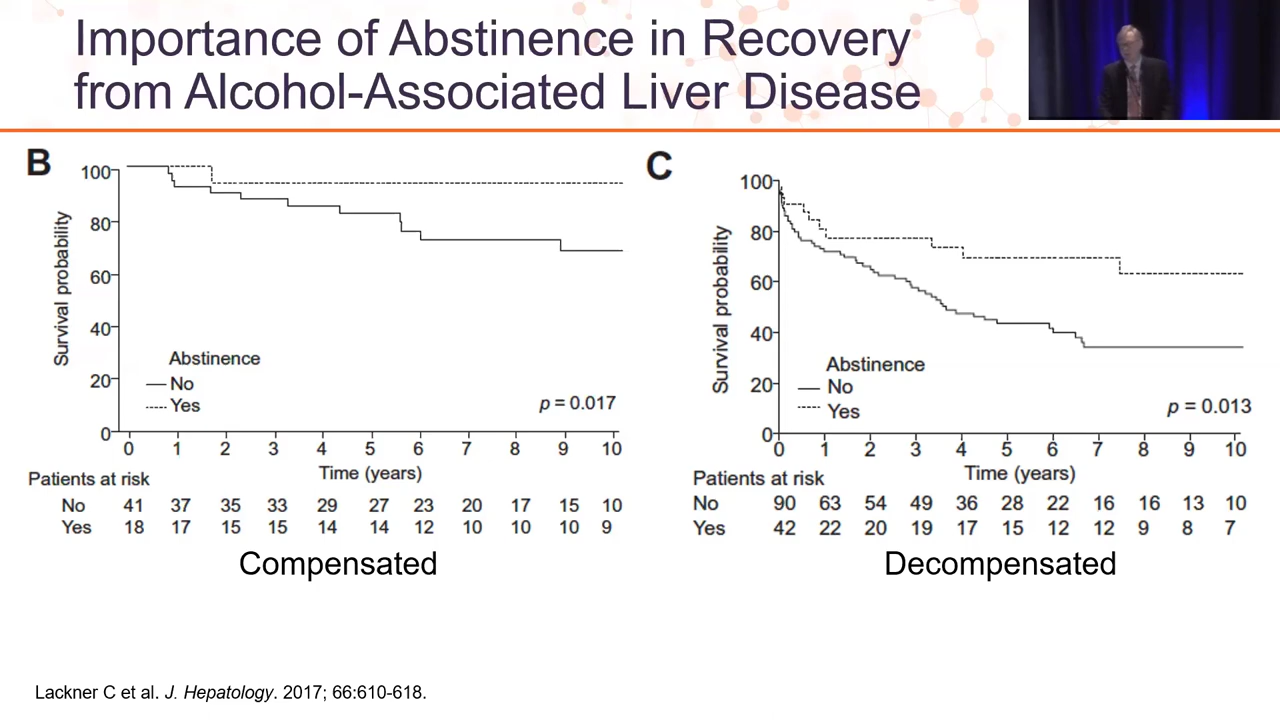 Importance of Abstinence in Recovery
from Alcohol-Associated Liver Disease
B
100
80
60
40
20
0
Survival probability
Abstinence
No
Yes
p = 0.017
0 1 2 3 4 5 6 7 8 9 10
Time (years)
Patients at risk
No 41 37 35 33 29 27 23 20 17 15 10
Yes 18 17 15 15 14 14 12 10 10 10 9
Compensated
C
100
80
60
40
20
0
Survival probability
Abstinence
No
Yes
p = 0.013
0 1 2 3 4 5 6 7 8 9 10
Time (years)
Patients at risk
No 90 63 54 49 36 28 22 16 16 13 10
Yes 42 22 20 19 17 15 12 12 9 8 7
Decompensated
Lackner C et al. J. Hepatology. 2017; 66:610-618.